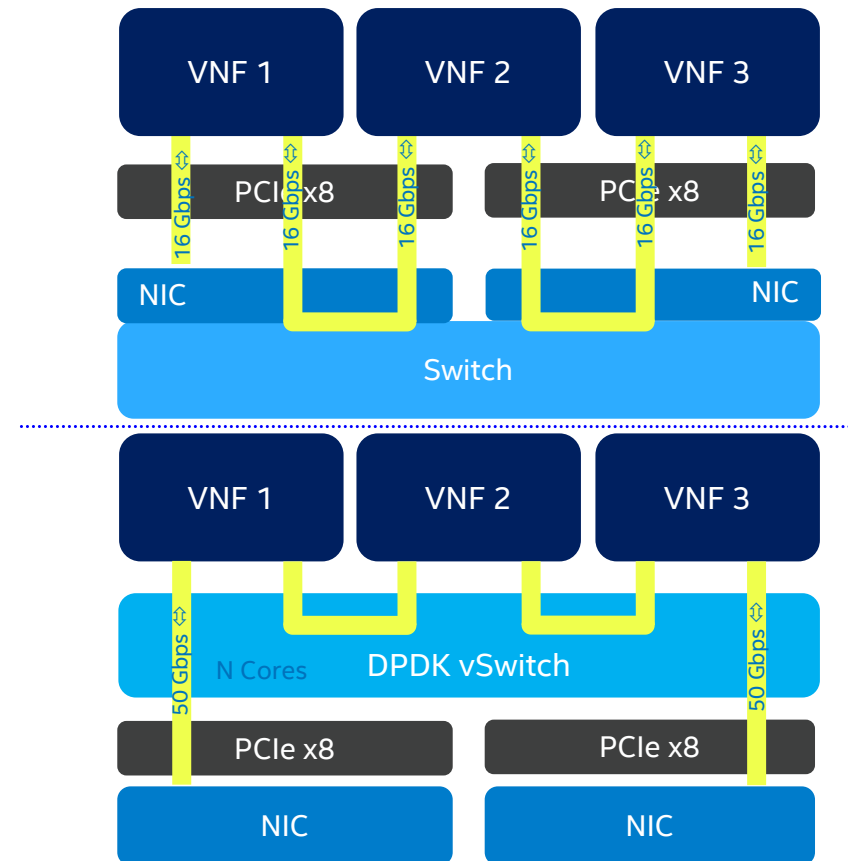 VNF 1
VNF 2
VNF 3
16 Gbps ⇳
16 Gbps ⇳
16 Gbps ⇳
16 Gbps ⇳
16 Gbps ⇳
16 Gbps ⇳
PCIe x8
PCIe x8
NIC
NIC
Switch
VNF 1
VNF 2
VNF 3
50 Gbps ⇳
N Cores
DPDK vSwitch
50 Gbps ⇳
PCIe x8
PCIe x8
NIC
NIC